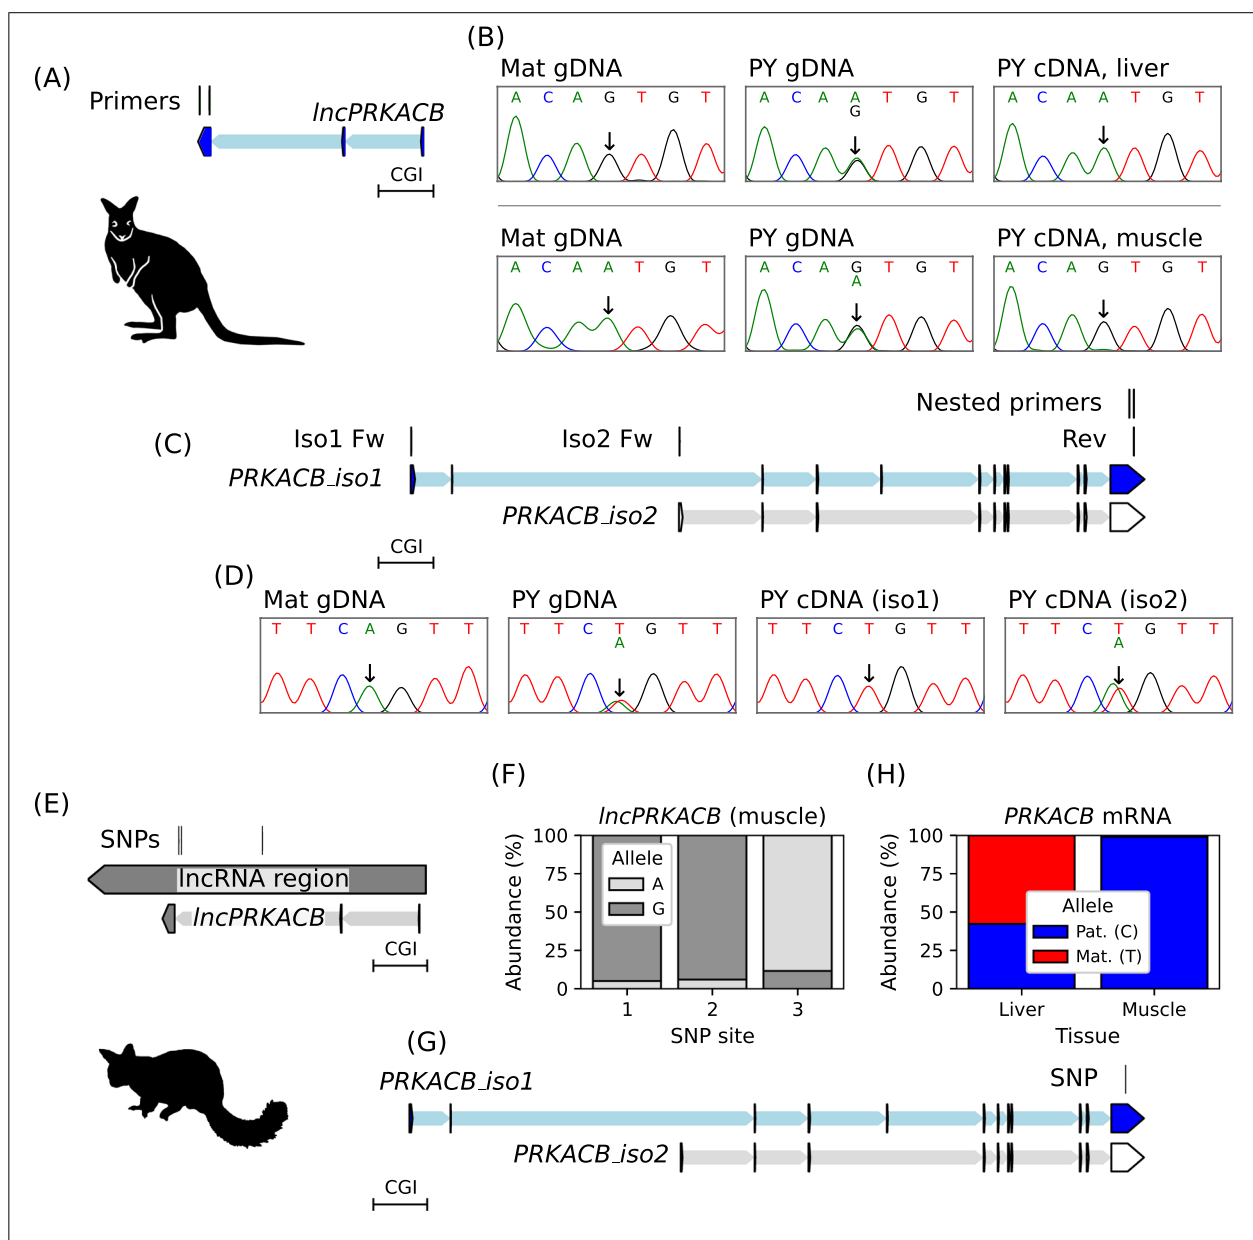 (A)
Primers
lncPRKACB
CGI
(B)
Mat gDNA
A C A G T G T
PY gDNA
A C A A T G T
G
PY cDNA, liver
A C A A T G T
Mat gDNA
A C A A T G T
PY gDNA
A C A G T G T
A
PY cDNA, muscle
A C A G T G T
(C)
Nested primers
Iso1 Fw
Iso2 Fw
Rev
PRKACB_iso1
PRKACB_iso2
CGI
(D)
Mat gDNA
T T C A G T T
PY gDNA
T T C T G T T
A
PY cDNA (iso1)
T T C T G T T
PY cDNA (iso2)
T T C T G T T
A
(E)
SNPs
lncRNA region
lncPRKACB
CGI
(F)
lncPRKACB (muscle)
Abundance (%)
100
75
50
25
0
Allele
A
G
1 2 3
SNP site
(H)
PRKACB mRNA
Abundance (%)
100
75
50
25
0
Allele
Pat. (C)
Mat. (T)
Liver Muscle
Tissue
(G)
PRKACB_iso1
SNP
PRKACB_iso2
CGI